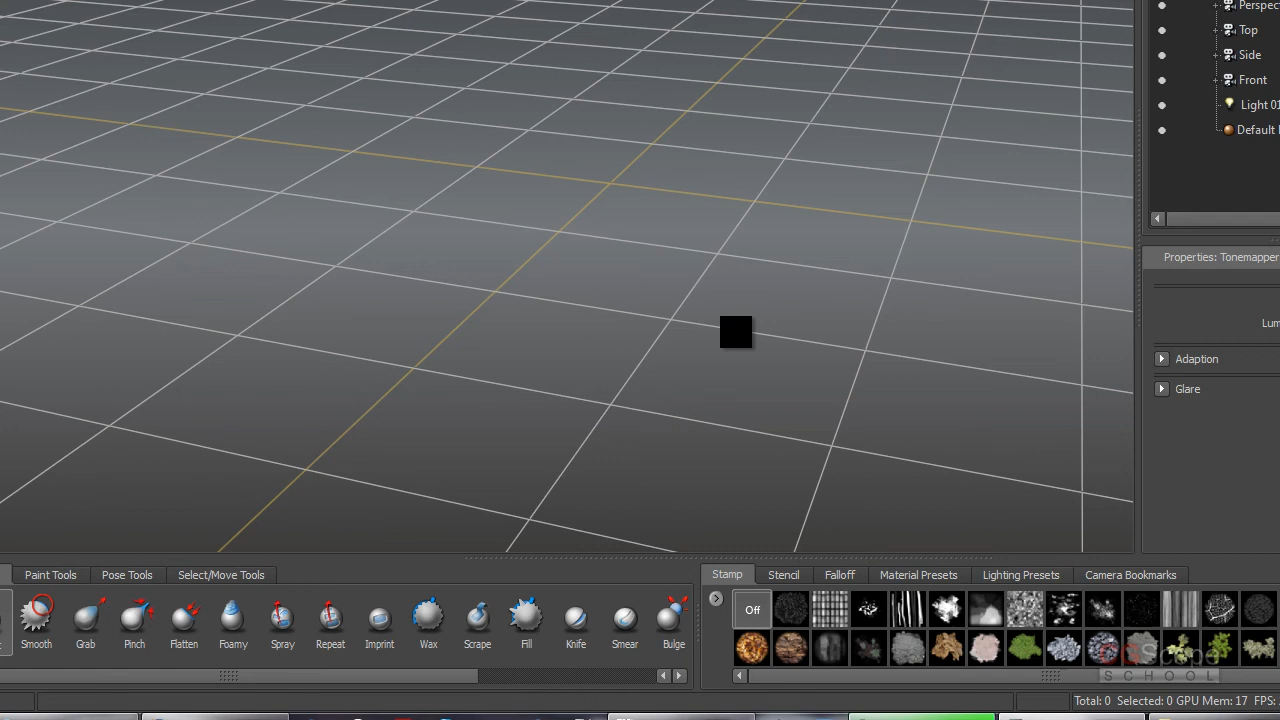 Perspec
Top
Side
Front
Light 01
Default
Properties: Tonemapper
Lum
Adaption
Glare
Paint Tools Pose Tools Select/Move Tools
Stamp Stencil Falloff Material Presets Lighting Presets Camera Bookmarks
Off
Smooth Grab Pinch Flatten Foamy Spray Repeat Imprint Wax Scrape Fill Knife Smear Bulge
SCHOOL
Total: 0 Selected: 0 GPU Mem: 17 FPS: